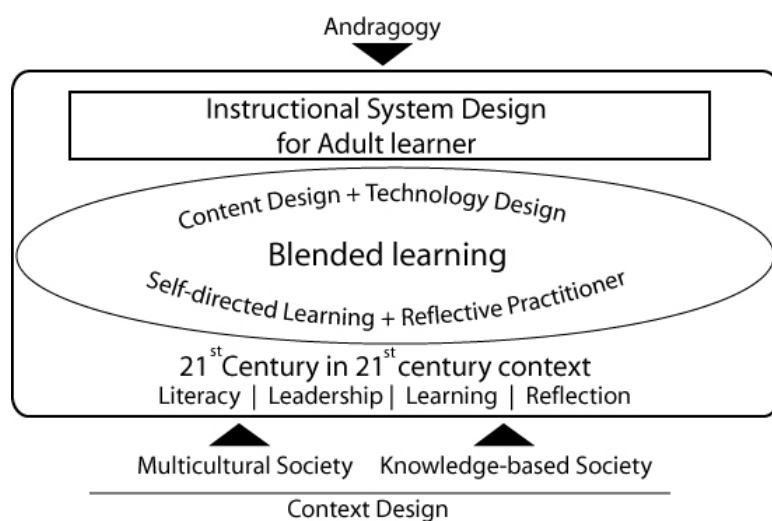 Andragogy
Instructional System Design
for Adult learner
Content Design + Technology Design
Blended learning
Self-directed Learning + Reflective Practitioner
21st Century in 21st century context
Literacy | Leadership | Learning | Reflection
Multicultural Society Knowledge-based Society
Context Design